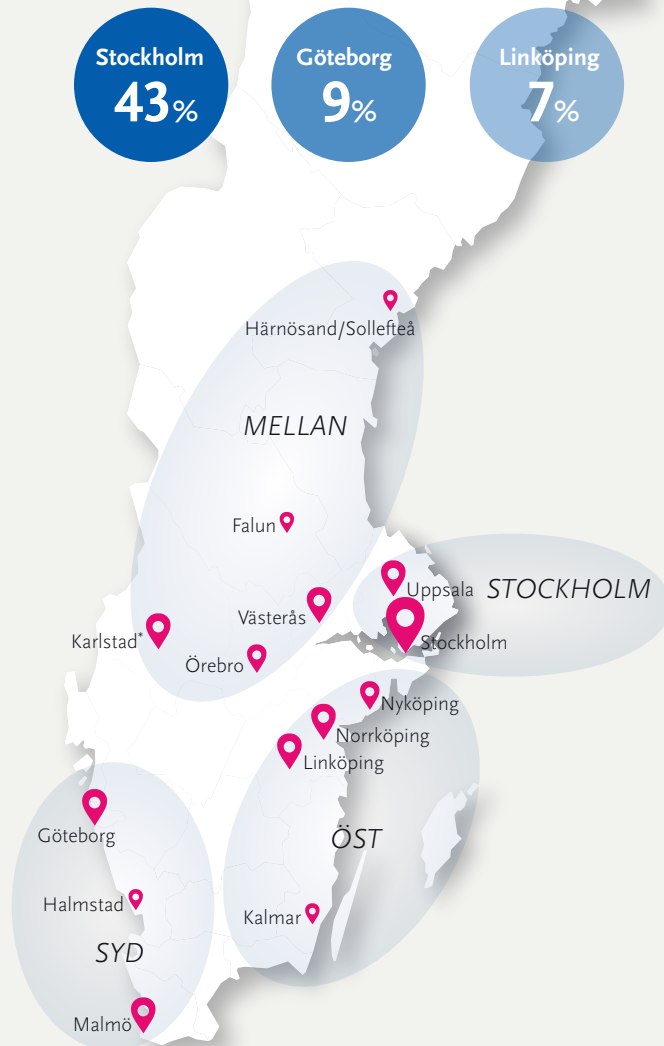 Stockholm
43%
Göteborg
9%
Linköping
7%
Härnösand/Sollefteå
MELLAN
Falun
Uppsala
STOCKHOLM
Västerås
Karlstad*
Stockholm
Örebro
Nyköping
Norrköping
Linköping
Göteborg
ÖST
Halmstad
Kalmar
SYD
Malmö